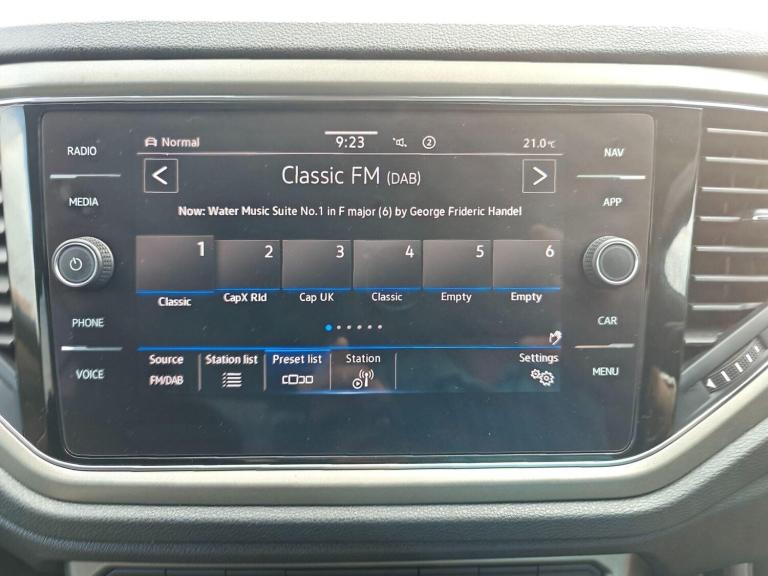 RADIO
MEDIA
PHONE
VOICE
Normal
9:23
2
21.0°C
<
Classic FM (DAB)
>
Now: Water Music Suite No.1 in F major (6) by George Frideric Handel
1 2 3 4 5 6
Classic CapX Rld Cap UK Classic Empty Empty
Source Station list Preset list Station Settings
FM/DAB
NAV
APP
CAR
MENU